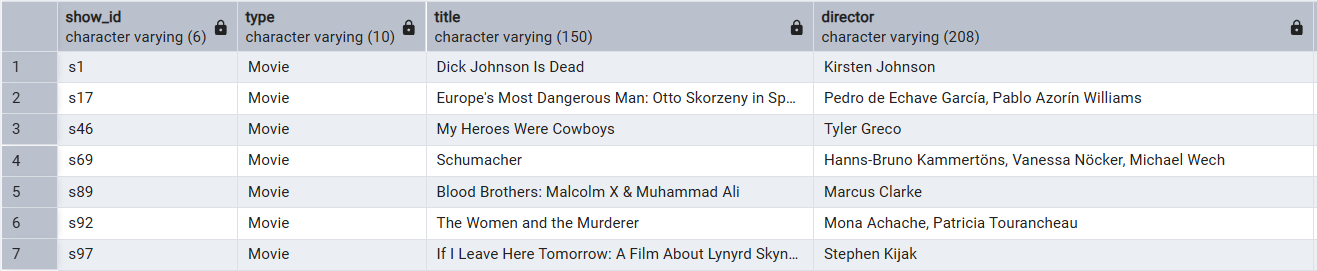 show_id type title director
character varying (6) character varying (10) character varying (150) character varying (208)
1 s1 Movie Dick Johnson Is Dead Kirsten Johnson
2 s17 Movie Europe's Most Dangerous Man: Otto Skorzeny in Sp... Pedro de Echave García, Pablo Azorín Williams
3 s46 Movie My Heroes Were Cowboys Tyler Greco
4 s69 Movie Schumacher Hanns-Bruno Kammertöns, Vanessa Nöcker, Michael Wech
5 s89 Movie Blood Brothers: Malcolm X & Muhammad Ali Marcus Clarke
6 s92 Movie The Women and the Murderer Mona Achache, Patricia Tourancheau
7 s97 Movie If I Leave Here Tomorrow: A Film About Lynyrd Skyn... Stephen Kijak